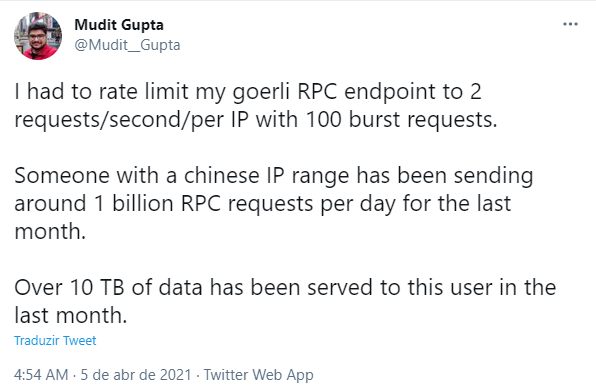 Mudit Gupta
@Mudit__Gupta
I had to rate limit my goerli RPC endpoint to 2
requests/second/per IP with 100 burst requests.
Someone with a chinese IP range has been sending
around 1 billion RPC requests per day for the last
month.
Over 10 TB of data has been served to this user in the
last month.
Traduzir Tweet
4:54 AM · 5 de abr de 2021 · Twitter Web App